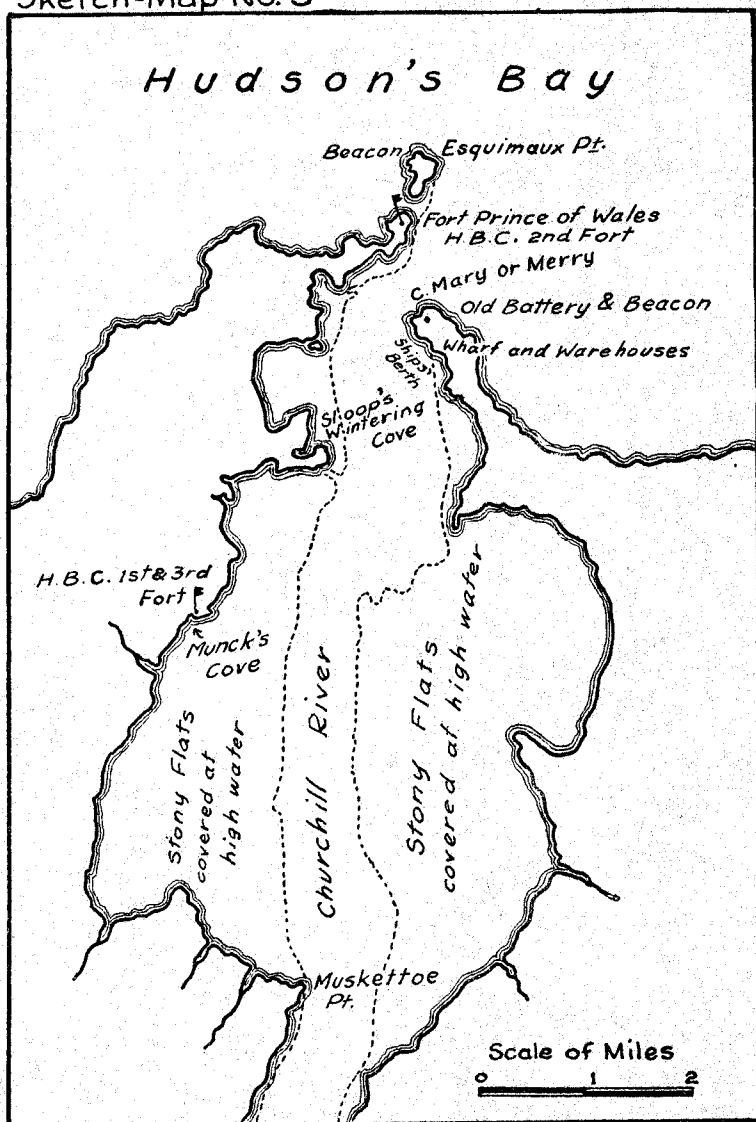 Sketch-Map No. 3
Hudson's Bay
Beacon
Esquimaux Pt.
Fort Prince of Wales
H.B.C. 2nd Fort
C. Mary or Merry
Old Battery & Beacon
Wharf and Warehouses
Ships'
Berth
Sloop's
Wintering
Cove
H.B.C. 1st & 3rd
Fort
Munck's
Cove
Stony Flats
covered at
high water
Churchill River
Stony Flats
covered at high water
Muskettoe
Pt.
Scale of Miles
0 1 2